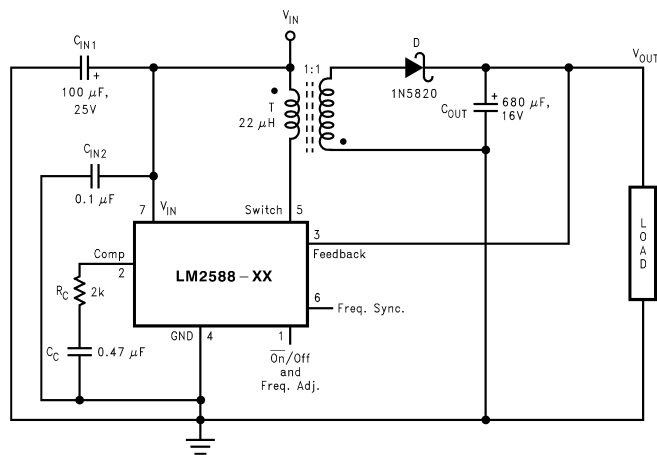 V_IN
C_IN1
100 μF,
25V
1:1
T
22 μH
D
1N5820
V_OUT
C_OUT
680 μF,
16V
C_IN2
0.1 μF
7
V_IN
Switch
5
3
Feedback
Comp
2
LM2588-XX
6
Freq. Sync.
R_C
2k
GND
4
1
C_C
0.47 μF
On/Off
and
Freq. Adj.
LOAD
+
+